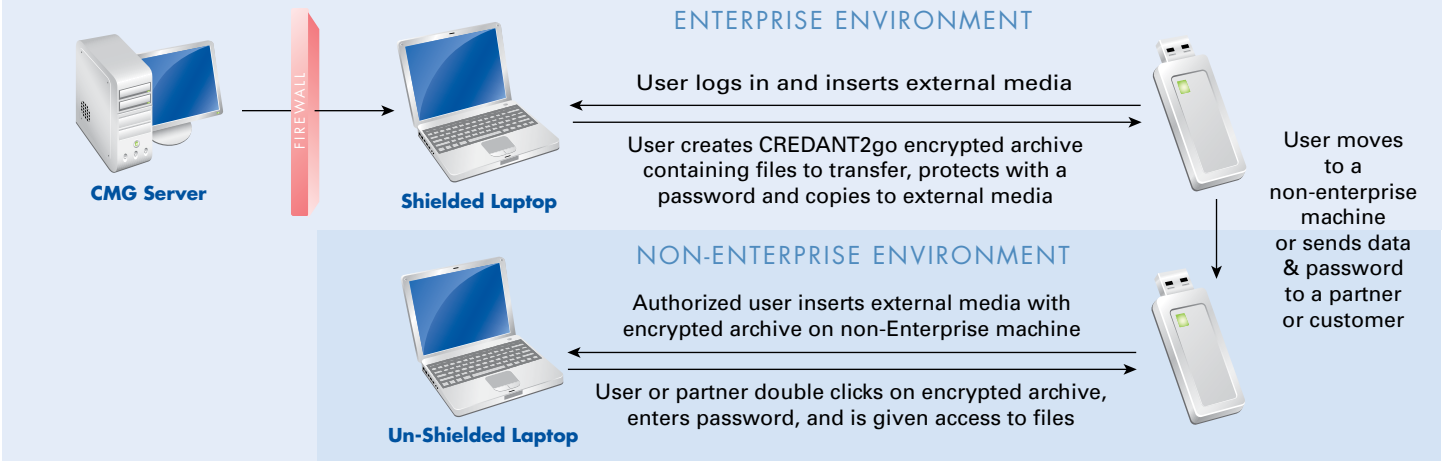 ENTERPRISE ENVIRONMENT
FIREWALL
CMG Server
Shielded Laptop
User logs in and inserts external media
User creates CREDANT2go encrypted archive
containing files to transfer, protects with a
password and copies to external media
User moves
to a
non-enterprise
machine
or sends data
& password
to a partner
or customer
NON-ENTERPRISE ENVIRONMENT
Authorized user inserts external media with
encrypted archive on non-Enterprise machine
User or partner double clicks on encrypted archive,
enters password, and is given access to files
Un-Shielded Laptop